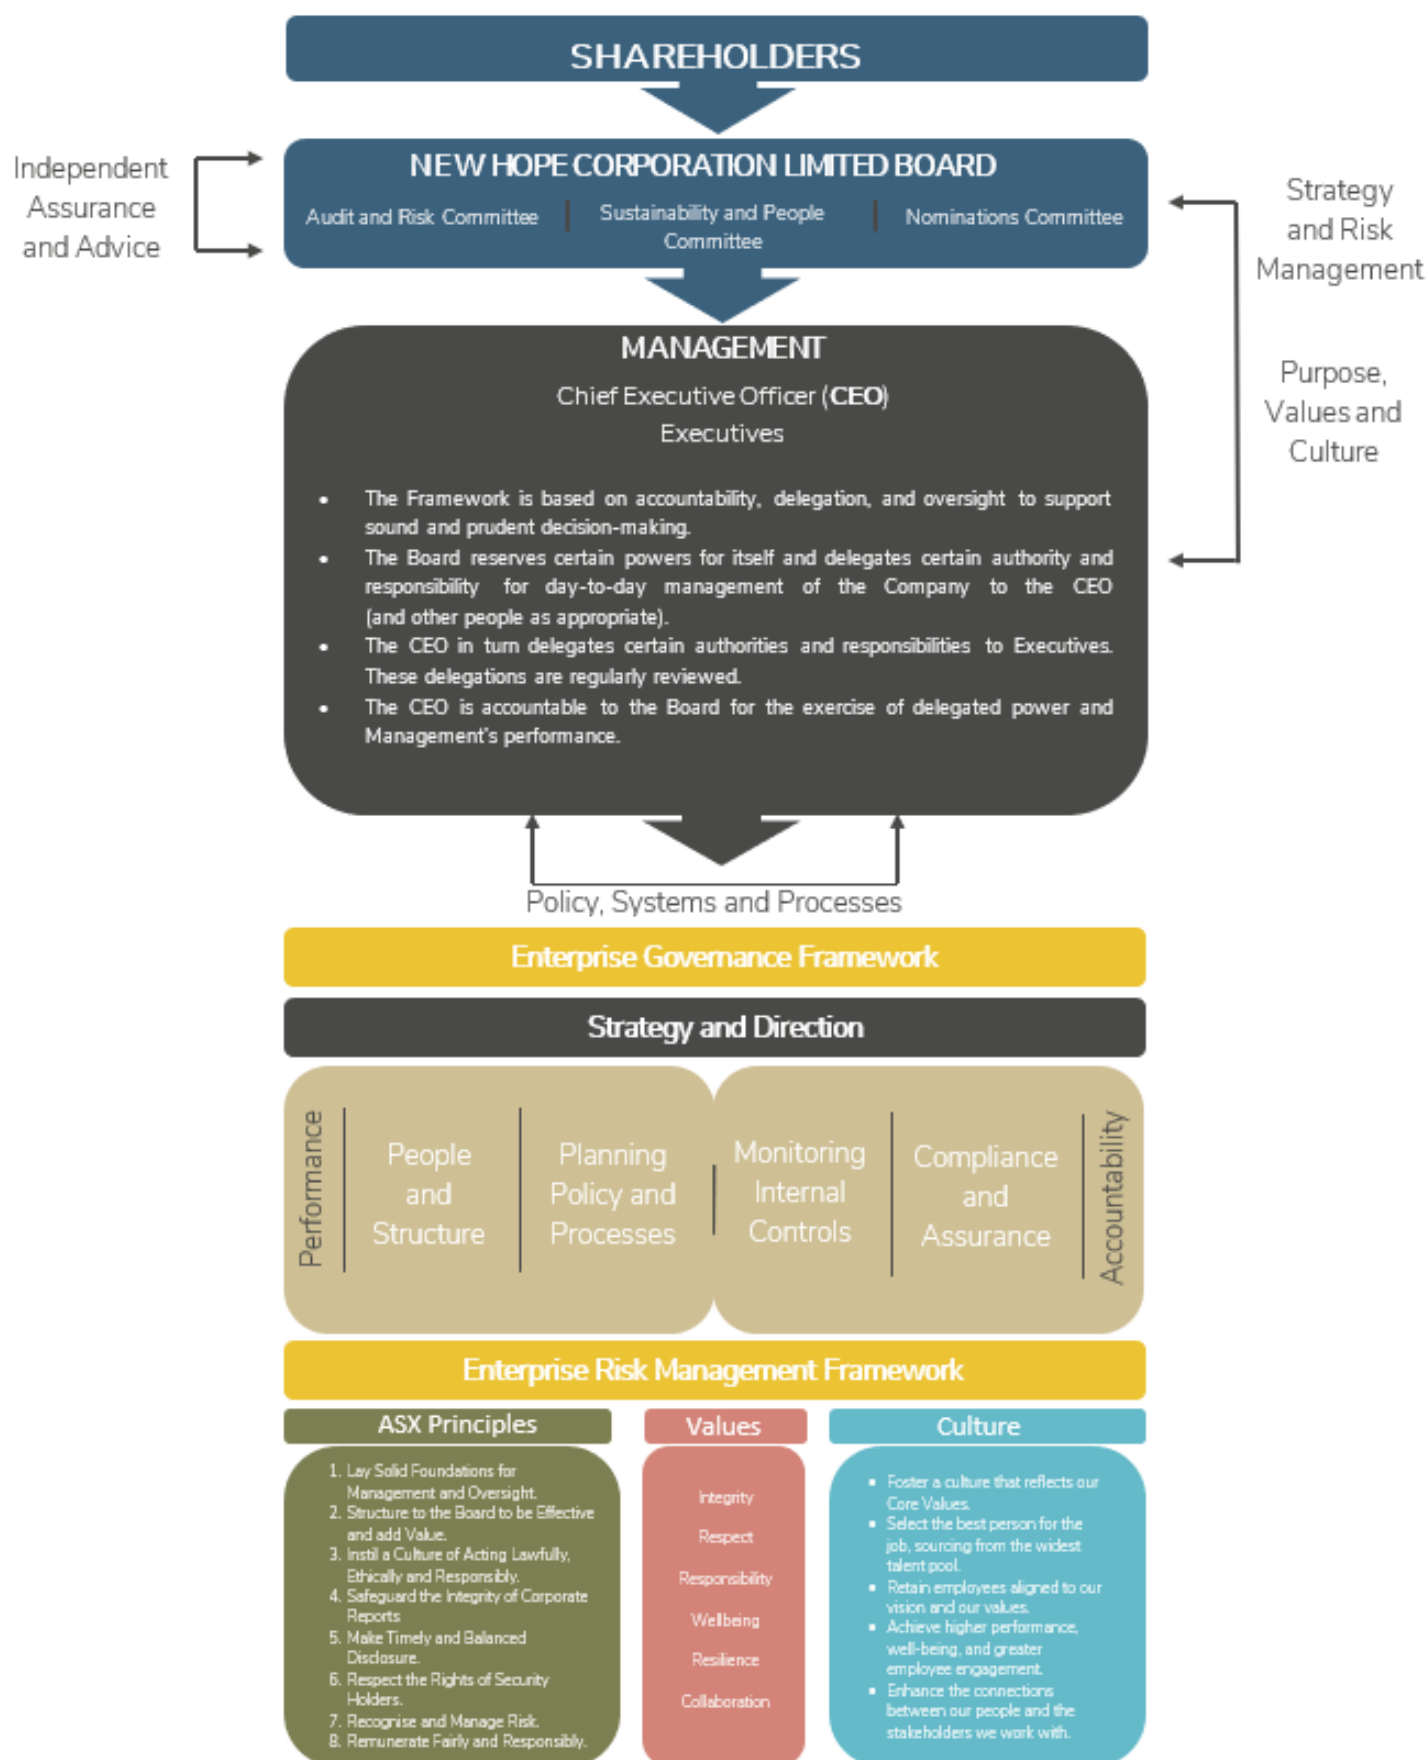 SHAREHOLDERS
Independent
Assurance
and Advice
NEW HOPE CORPORATION LIMITED BOARD
Audit and Risk Committee
Sustainability and People
Committee
Nominations Committee
Strategy
and Risk
Management
Purpose,
Values and
Culture
MANAGEMENT
Chief Executive Officer (CEO)
Executives
• The Framework is based on accountability, delegation, and oversight to support
sound and prudent decision-making.
• The Board reserves certain powers for itself and delegates certain authority and
responsibility for day-to-day management of the Company to the CEO
(and other people as appropriate).
• The CEO in turn delegates certain authorities and responsibilities to Executives.
These delegations are regularly reviewed.
• The CEO is accountable to the Board for the exercise of delegated power and
Management's performance.
Policy, Systems and Processes
Enterprise Governance Framework
Strategy and Direction
Performance
People
and
Structure
Planning
Policy and
Processes
Monitoring
Internal
Controls
Compliance
and
Assurance
Accountability
Enterprise Risk Management Framework
ASX Principles
1. Lay Solid Foundations for
Management and Oversight.
2. Structure to the Board to be Effective
and add Value.
3. Instil a Culture of Acting Lawfully,
Ethically and Responsibly.
4. Safeguard the Integrity of Corporate
Reports
5. Make Timely and Balanced
Disclosure.
6. Respect the Rights of Security
Holders.
7. Recognise and Manage Risk.
8. Remunerate Fairly and Responsibly.
Values
Integrity
Respect
Responsibility
Wellbeing
Resilience
Collaboration
Culture
• Foster a culture that reflects our
Core Values.
• Select the best person for the
job, sourcing from the widest
talent pool.
• Retain employees aligned to our
vision and our values.
• Achieve higher performance,
well-being, and greater
employee engagement.
• Enhance the connections
between our people and the
stakeholders we work with.